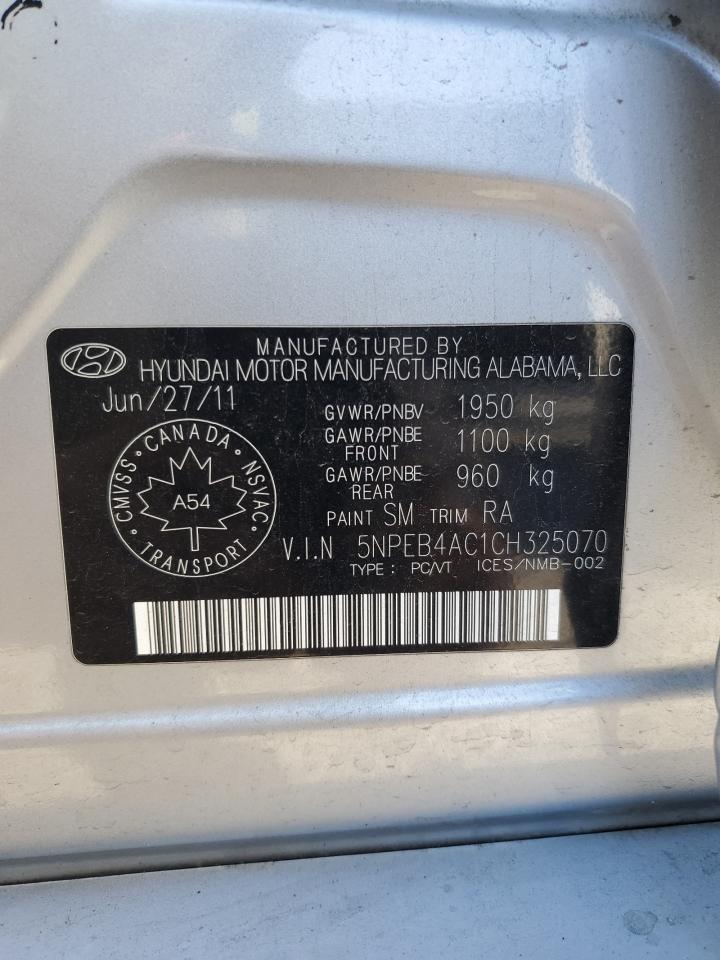 MANUFACTURED BY
HYUNDAI MOTOR MANUFACTURING ALABAMA, LLC
Jun/27/11
GVWR/PNBV 1950 kg
GAWR/PNBE FRONT 1100 kg
GAWR/PNBE REAR 960 kg
PAINT SM TRIM RA
V.I.N 5NPEB4AC1CH325070
TYPE : PC/VT ICES/NMB-002
CMVSS • CANADA • NSVAC
A54
TRANSPORT